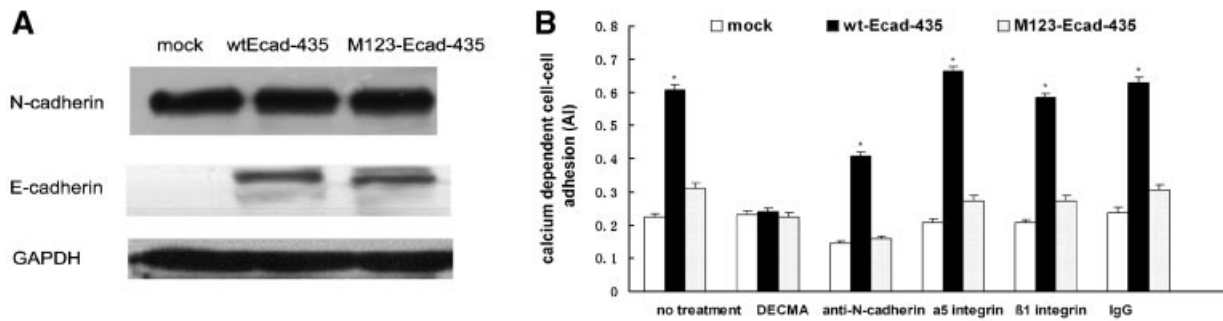 A
mock wtEcad-435 M123-Ecad-435
N-cadherin
E-cadherin
GAPDH
B
mock wt-Ecad-435 M123-Ecad-435
calcium dependent cell-cell
adhesion (AI)
0. 8
0. 7
0. 6
0. 5
0. 4
0. 3
0. 2
0. 1
0
* * * * *
no treatment DECMA anti-N-cadherin a5 integrin ß1 integrin IgG